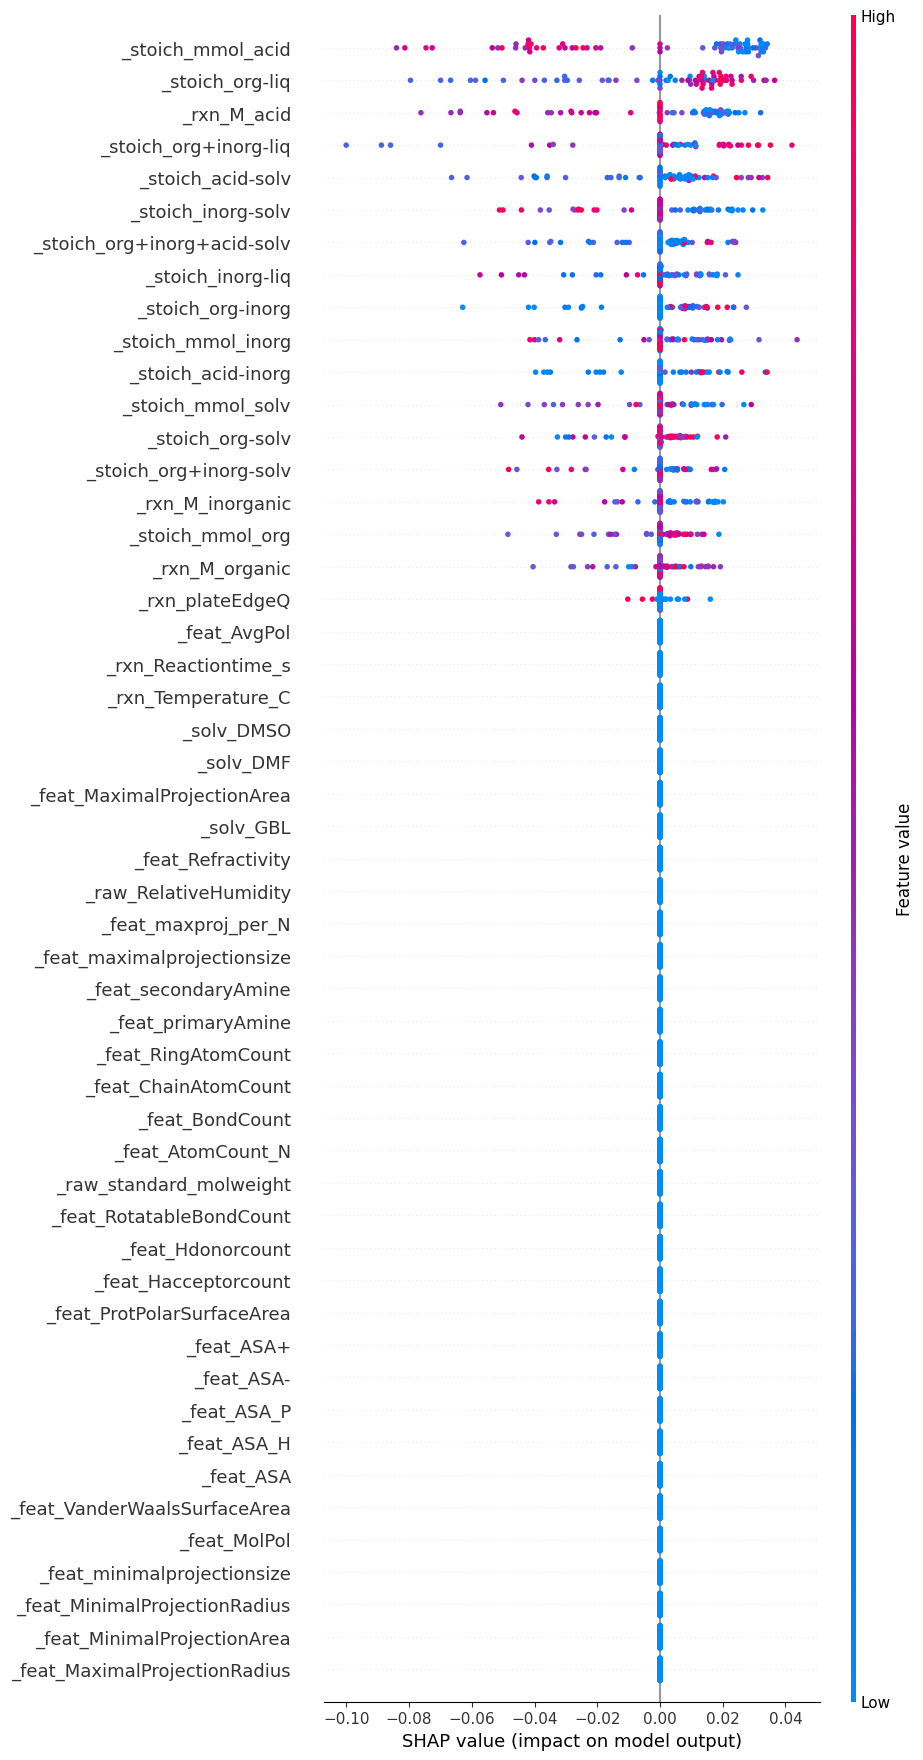 High
_stoich_mmol_acid
_stoich_org-liq
_rxn_M_acid
_stoich_org+inorg-liq
_stoich_acid-solv
_stoich_inorg-solv
_stoich_org+inorg+acid-solv
_stoich_inorg-liq
_stoich_org-inorg
_stoich_mmol_inorg
_stoich_acid-inorg
_stoich_mmol_solv
_stoich_org-solv
_stoich_org+inorg-solv
_rxn_M_inorganic
_stoich_mmol_org
_rxn_M_organic
_rxn_plateEdgeQ
_feat_AvgPol
_rxn_Reactiontime_s
_rxn_Temperature_C
_solv_DMSO
_solv_DMF
_feat_MaximalProjectionArea
_solv_GBL
_feat_Refractivity
_raw_RelativeHumidity
_feat_maxproj_per_N
_feat_maximalprojectionsize
_feat_secondaryAmine
_feat_primaryAmine
_feat_RingAtomCount
_feat_ChainAtomCount
_feat_BondCount
_feat_AtomCount_N
_raw_standard_molweight
_feat_RotatableBondCount
_feat_Hdonorcount
_feat_Hacceptorcount
_feat_ProtPolarSurfaceArea
_feat_ASA+
_feat_ASA-
_feat_ASA_P
_feat_ASA_H
_feat_ASA
_feat_VanderWaalsSurfaceArea
_feat_MolPol
_feat_minimalprojectionsize
_feat_MinimalProjectionRadius
_feat_MinimalProjectionArea
_feat_MaximalProjectionRadius
Feature value
Low
−0.10 −0.08 −0.06 −0.04 −0.02 0.00 0.02 0.04
SHAP value (impact on model output)